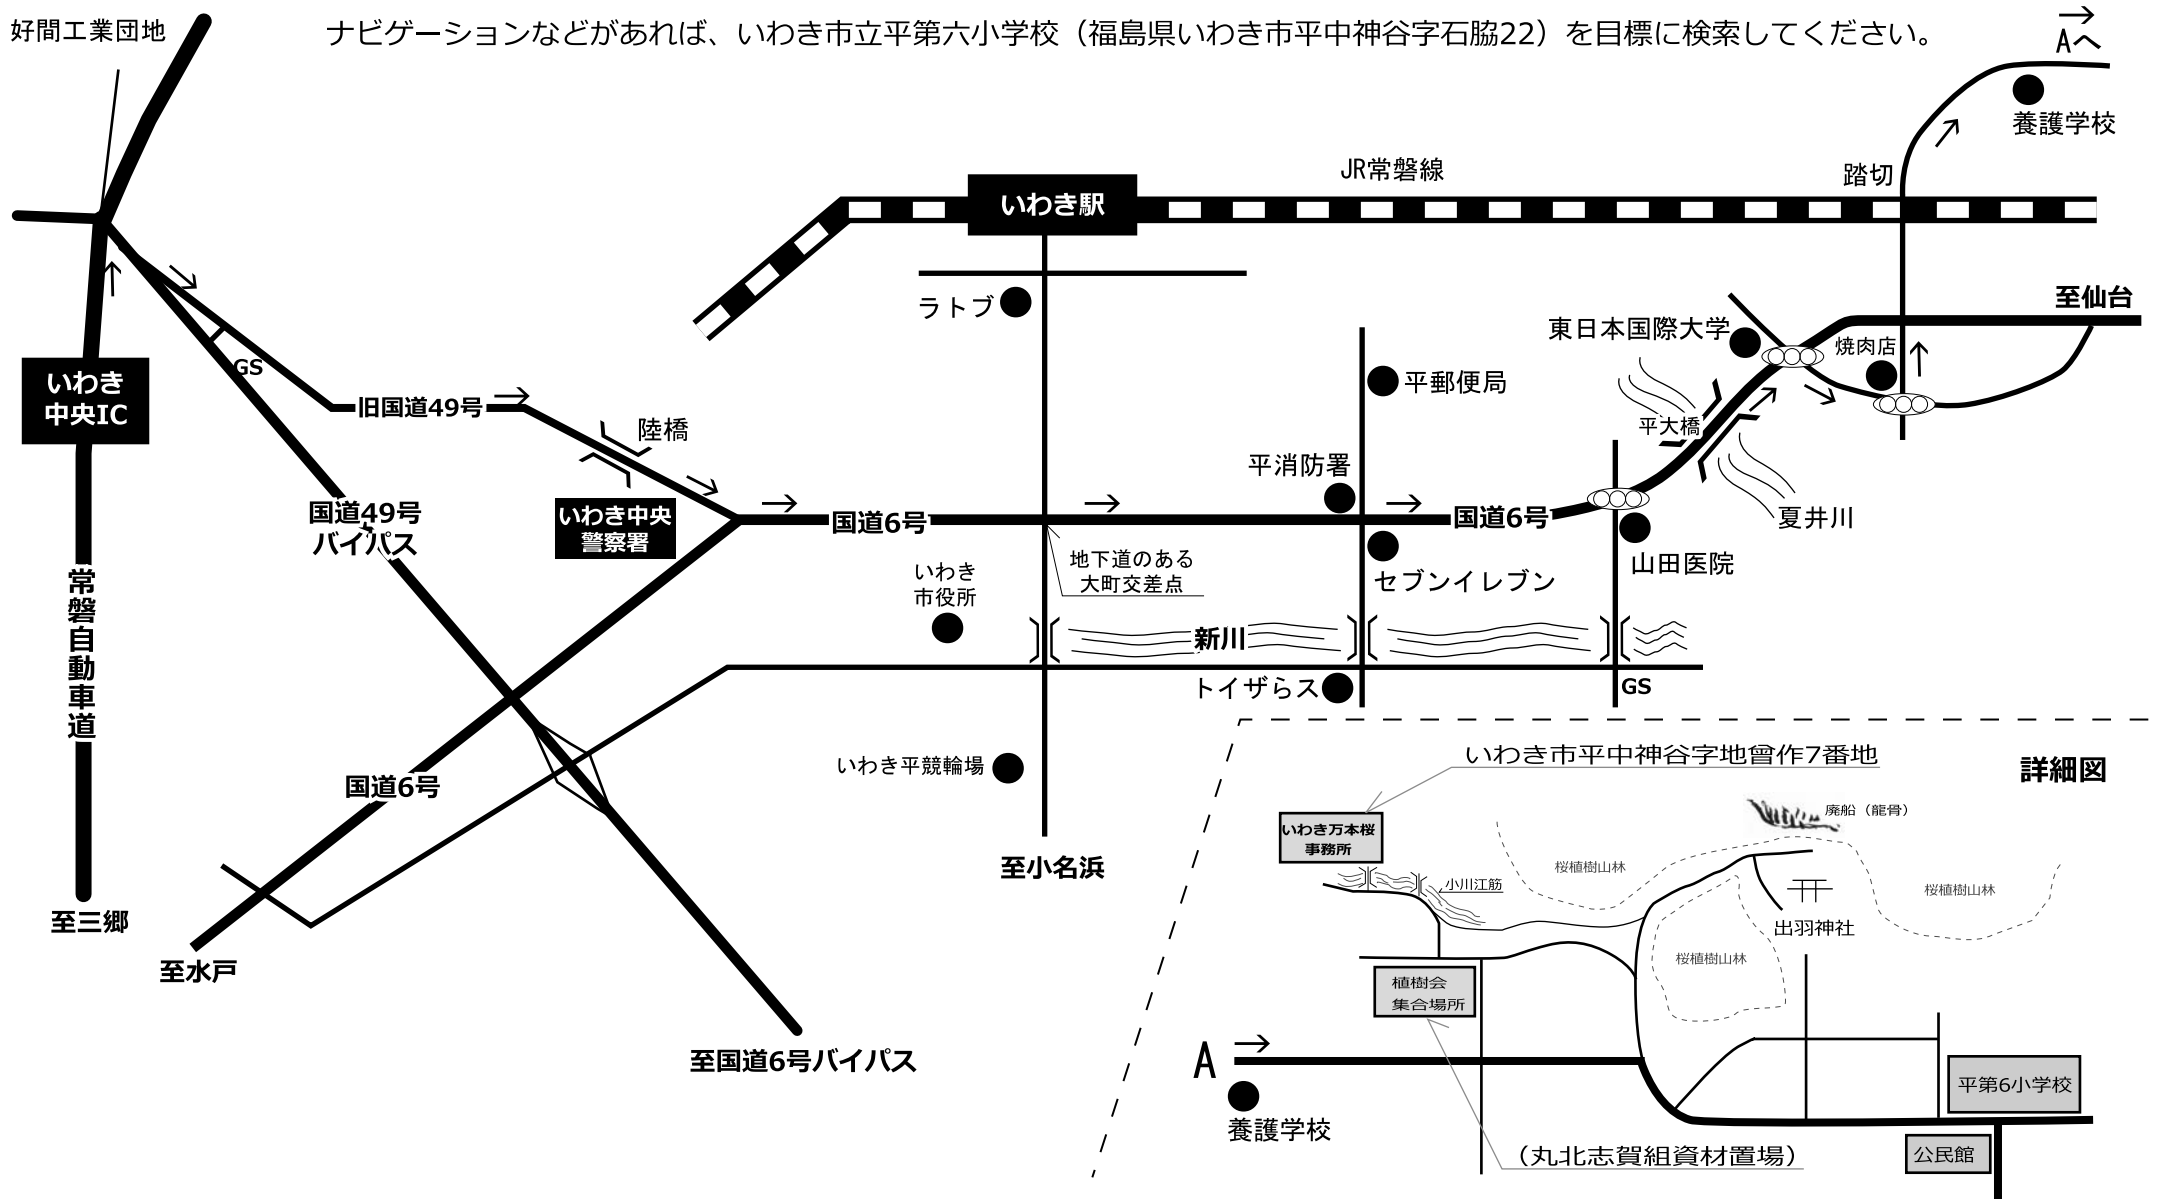 好間工業団地
ナビゲーションなどがあれば、いわき市立平第六小学校（福島県いわき市平中神谷字石脇22）を目標に検索してください。
→
Aへ
養護学校
JR常磐線
踏切
いわき駅
ラトブ
至仙台
東日本国際大学
焼肉店
GS
いわき
中央IC
旧国道49号
平郵便局
陸橋
平大橋
平消防署
国道49号
バイパス
いわき中央
警察署
国道6号
国道6号
夏井川
地下道のある
大町交差点
セブンイレブン
山田医院
いわき
市役所
常磐自動車道
新川
トイザらス
GS
いわき平競輪場
国道6号
至小名浜
至三郷
至水戸
至国道6号バイパス
いわき市平中神谷字地曾作7番地
詳細図
廃船（龍骨）
いわき万本桜
事務所
桜植樹山林
小川江筋
桜植樹山林
出羽神社
桜植樹山林
植樹会
集合場所
A
養護学校
平第6小学校
（丸北志賀組資材置場）
公民館